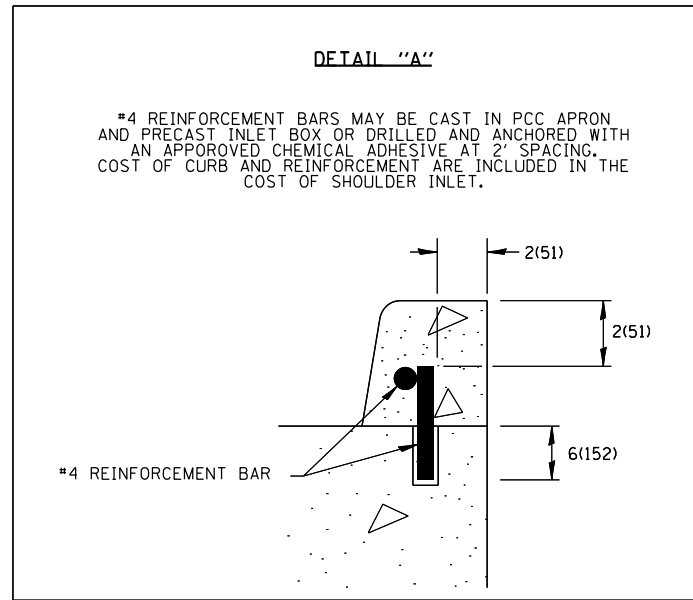 DETAIL "A"
#4 REINFORCEMENT BARS MAY BE CAST IN PCC APRON
AND PRECAST INLET BOX OR DRILLED AND ANCHORED WITH
AN APPOROVED CHEMICAL ADHESIVE AT 2' SPACING.
COST OF CURB AND REINFORCEMENT ARE INCLUDED IN THE
COST OF SHOULDER INLET.
2(51)
2(51)
6(152)
#4 REINFORCEMENT BAR